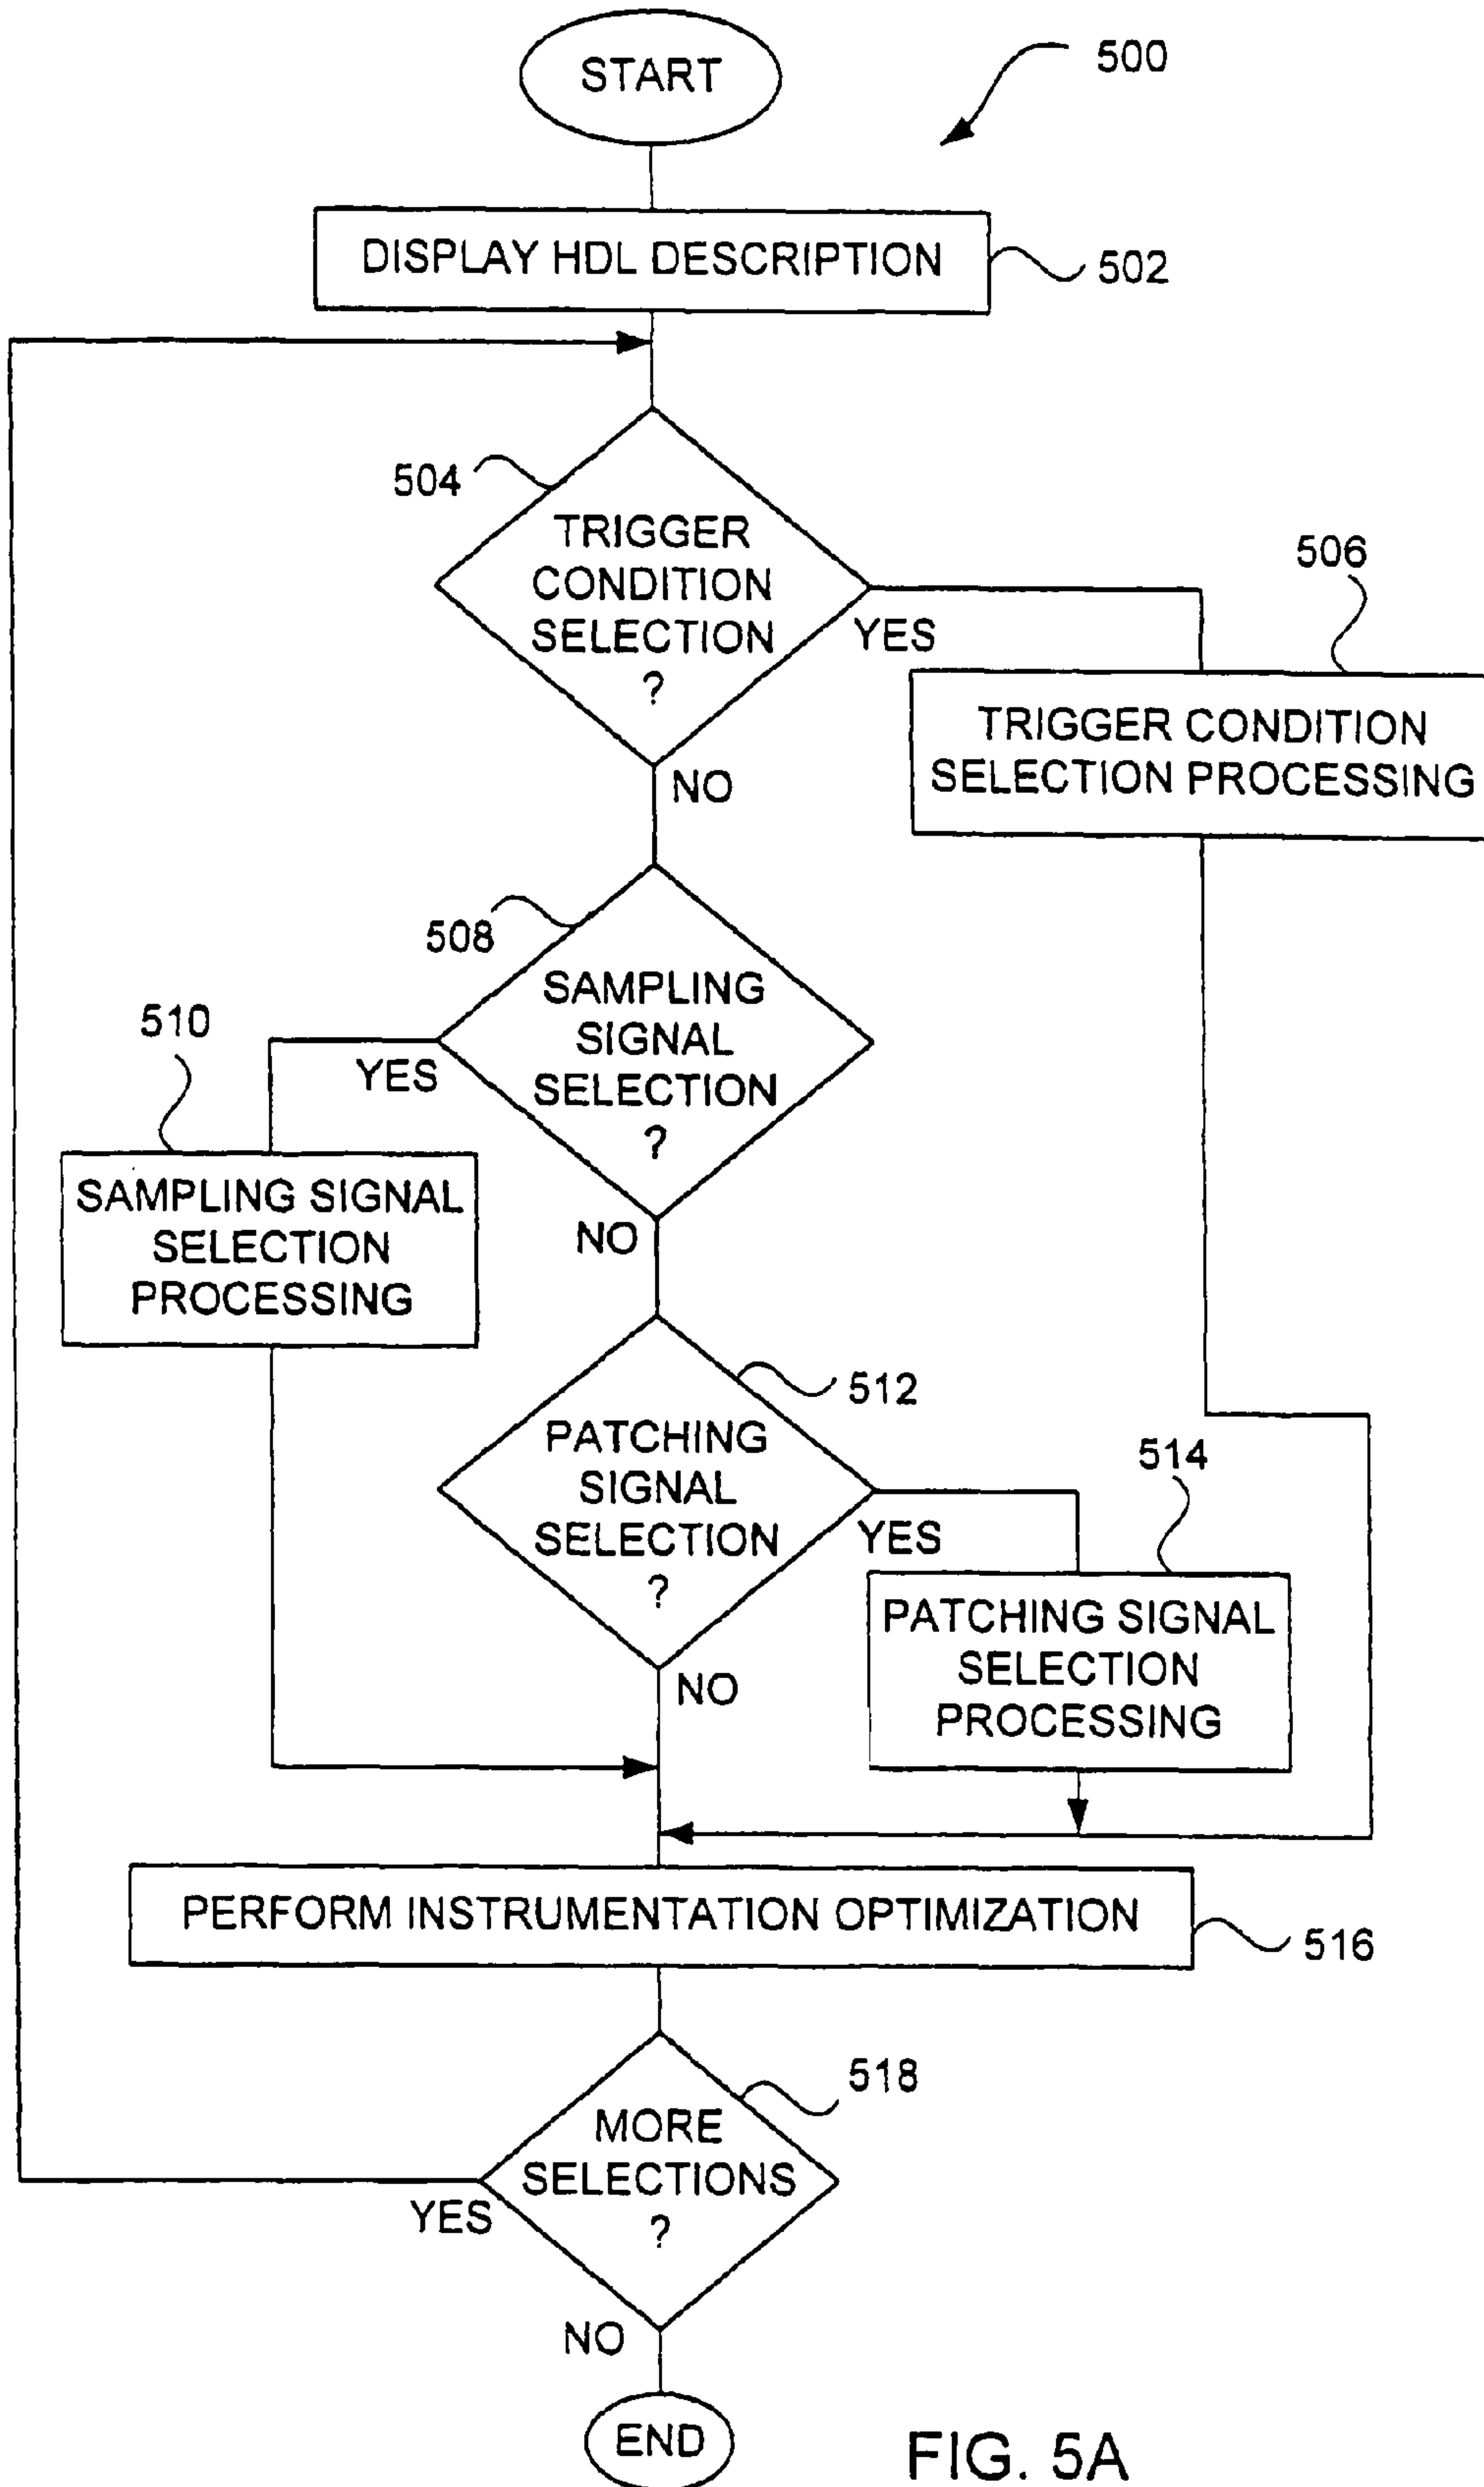 START
500
DISPLAY HDL DESCRIPTION
502
504
TRIGGER
CONDITION
SELECTION
?
YES
506
TRIGGER CONDITION
SELECTION PROCESSING
NO
508
SAMPLING
SIGNAL
SELECTION
?
YES
510
SAMPLING SIGNAL
SELECTION
PROCESSING
NO
512
PATCHING
SIGNAL
SELECTION
?
YES
514
PATCHING SIGNAL
SELECTION
PROCESSING
NO
PERFORM INSTRUMENTATION OPTIMIZATION
516
518
MORE
SELECTIONS
?
YES
NO
END
FIG. 5A